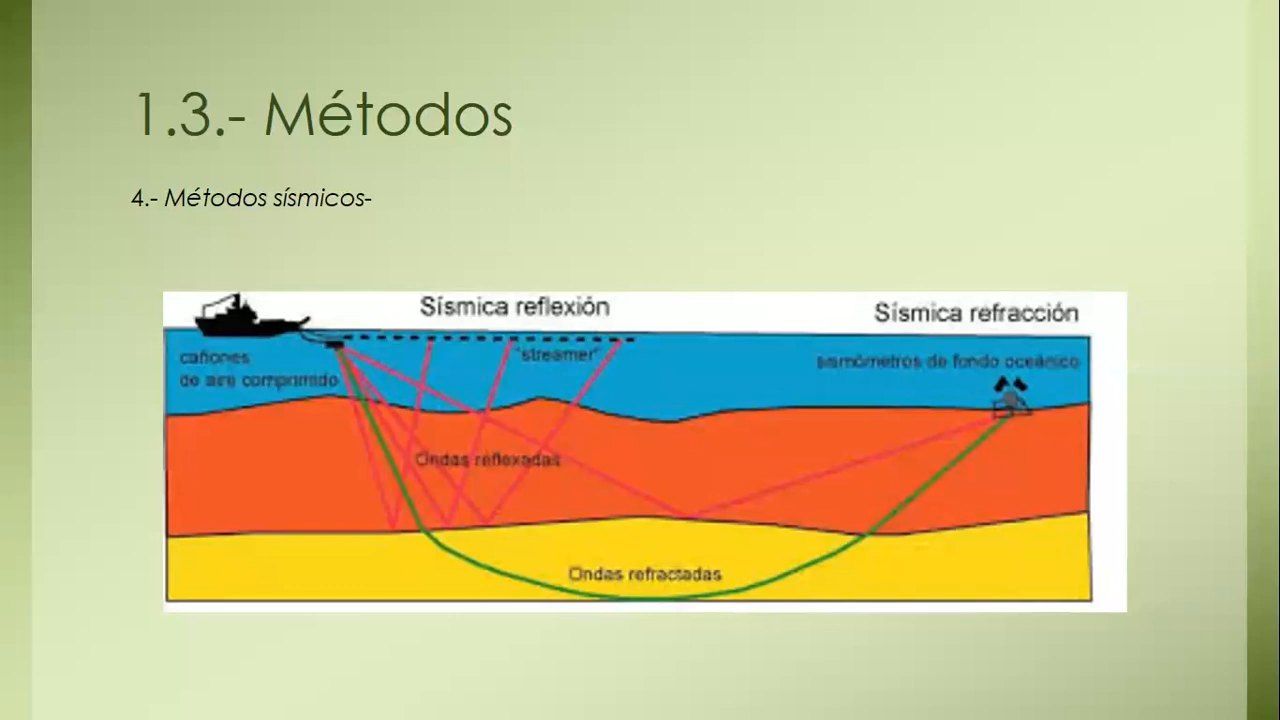 1.3.- Métodos
4.- Métodos sísmicos-
Sísmica reflexión
Sísmica refracción
cañones
de aire comprimido
"streamer"
sismómetros de fondo oceánico
Ondas reflexadas
Ondas refractadas